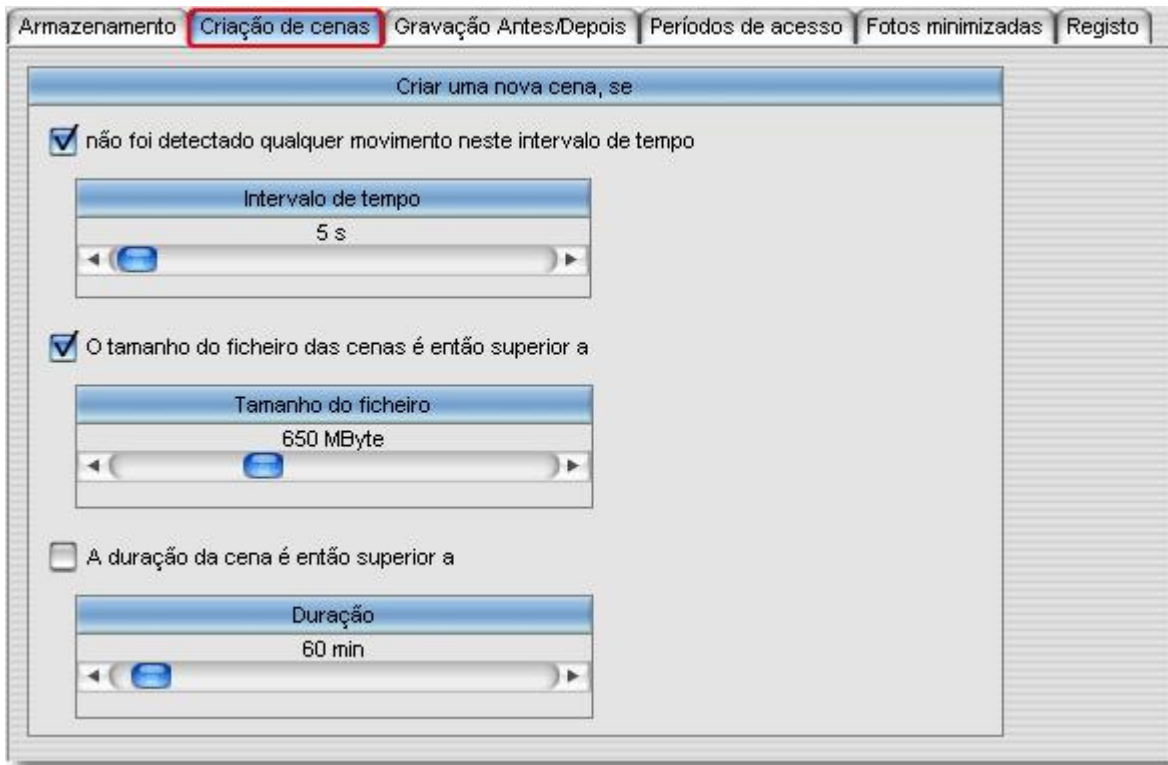 Armazenamento Criação de cenas Gravação Antes/Depois Períodos de acesso Fotos minimizadas Registo
Criar uma nova cena, se
não foi detectado qualquer movimento neste intervalo de tempo
Intervalo de tempo
5 s
O tamanho do ficheiro das cenas é então superior a
Tamanho do ficheiro
650 MByte
A duração da cena é então superior a
Duração
60 min